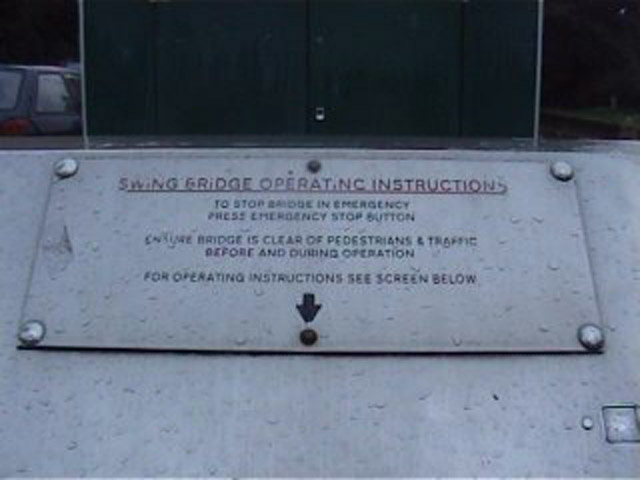 SWING BRIDGE OPERATING INSTRUCTIONS
TO STOP BRIDGE IN EMERGENCY
PRESS EMERGENCY STOP BUTTON
ENSURE BRIDGE IS CLEAR OF PEDESTRIANS & TRAFFIC
BEFORE AND DURING OPERATION
FOR OPERATING INSTRUCTIONS SEE SCREEN BELOW